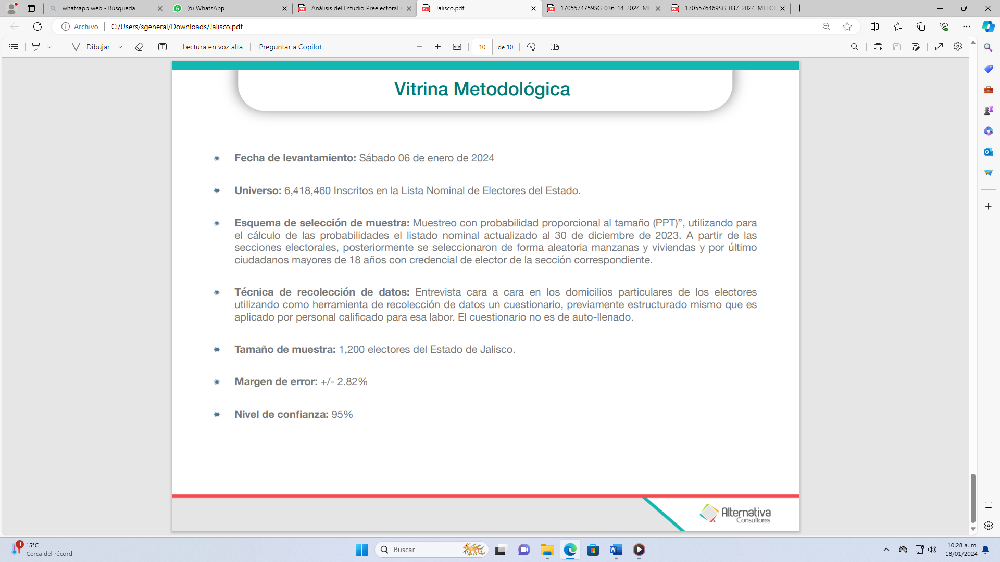 whatsapp web - Búsqueda
(6) WhatsApp
Análisis del Estudio Preelectoral
Jalisco.pdf
1705574759SG_036_14_2024_ME
1705576469SG_037_2024_METO
Archivo
C:/Users/sgeneral/Downloads/Jalisco.pdf
Dibujar
Lectura en voz alta
Preguntar a Copilot
10
de 10
Vitrina Metodológica
Fecha de levantamiento: Sábado 06 de enero de 2024
Universo: 6,418,460 Inscritos en la Lista Nominal de Electores del Estado.
Esquema de selección de muestra: Muestreo con probabilidad proporcional al tamaño (PPT)”, utilizando para
el cálculo de las probabilidades el listado nominal actualizado al 30 de diciembre de 2023. A partir de las
secciones electorales, posteriormente se seleccionaron de forma aleatoria manzanas y viviendas y por último
ciudadanos mayores de 18 años con credencial de elector de la sección correspondiente.
Técnica de recolección de datos: Entrevista cara a cara en los domicilios particulares de los electores
utilizando como herramienta de recolección de datos un cuestionario, previamente estructurado mismo que es
aplicado por personal calificado para esa labor. El cuestionario no es de auto-llenado.
Tamaño de muestra: 1,200 electores del Estado de Jalisco.
Margen de error: +/- 2.82%
Nivel de confianza: 95%
Alternativa
Consultores
1
15°C
Cerca del récord
Buscar
10:28 a. m.
18/01/2024